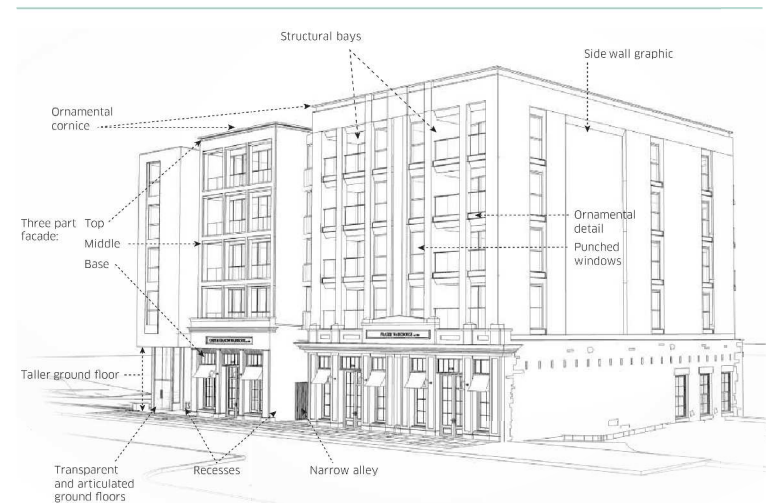 Structural bays
Side wall graphic
Ornamental
cornice
Three part
facade:
Top
Middle
Base
Ornamental
detail
Punched
windows
Taller ground floor
Transparent
and articulated
ground floors
Recesses
Narrow alley